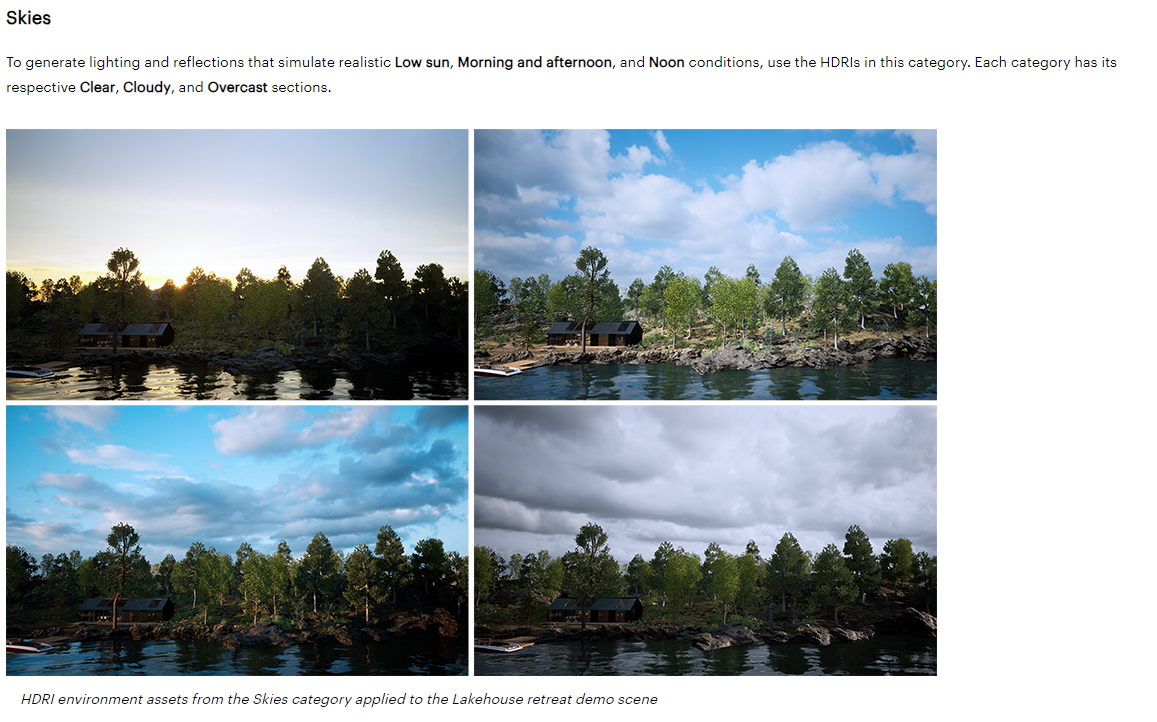 Skies
To generate lighting and reflections that simulate realistic Low sun, Morning and afternoon, and Noon conditions, use the HDRIs in this category. Each category has its
respective Clear, Cloudy, and Overcast sections.
HDRI environment assets from the Skies category applied to the Lakehouse retreat demo scene